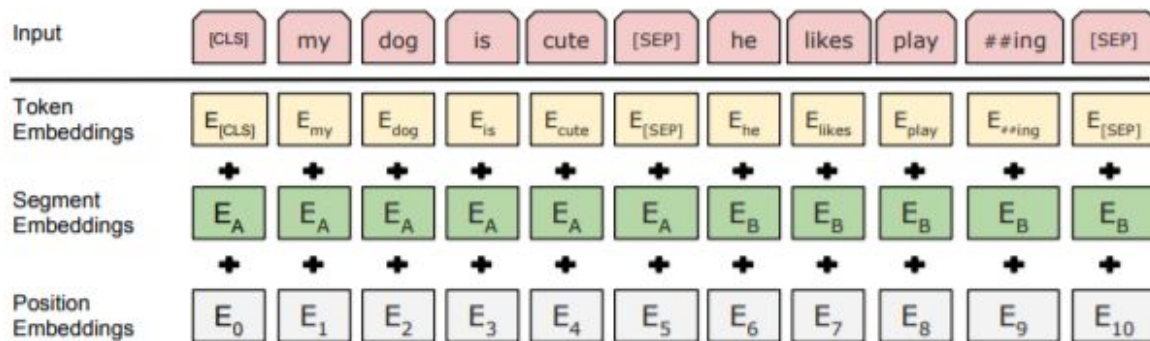 Input [CLS] my dog is cute [SEP] he likes play ##ing [SEP]
Token
Embeddings E[CLS] Emy Edog Eis Ecute E[SEP] Ehe Elikes Eplay E##ing E[SEP]
+ + + + + + + + + + +
Segment
Embeddings EA EA EA EA EA EA EB EB EB EB EB
+ + + + + + + + + + +
Position
Embeddings E0 E1 E2 E3 E4 E5 E6 E7 E8 E9 E10